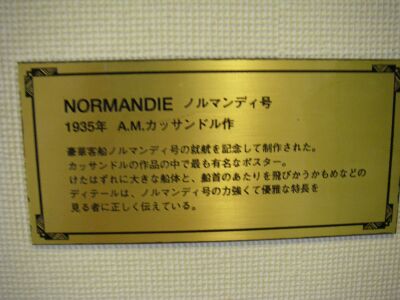 NORMANDIE ノルマンディ号
1935年 A.M.カッサンドル作
豪華客船ノルマンディ号の就航を記念して制作された。
カッサンドルの作品の中で最も有名なポスター。
けたはずれに大きな船体と、船首のあたりを飛びかうかもめなどの
ディテールは、ノルマンディ号の力強くて優雅な特長を
見る者に正しく伝えている。